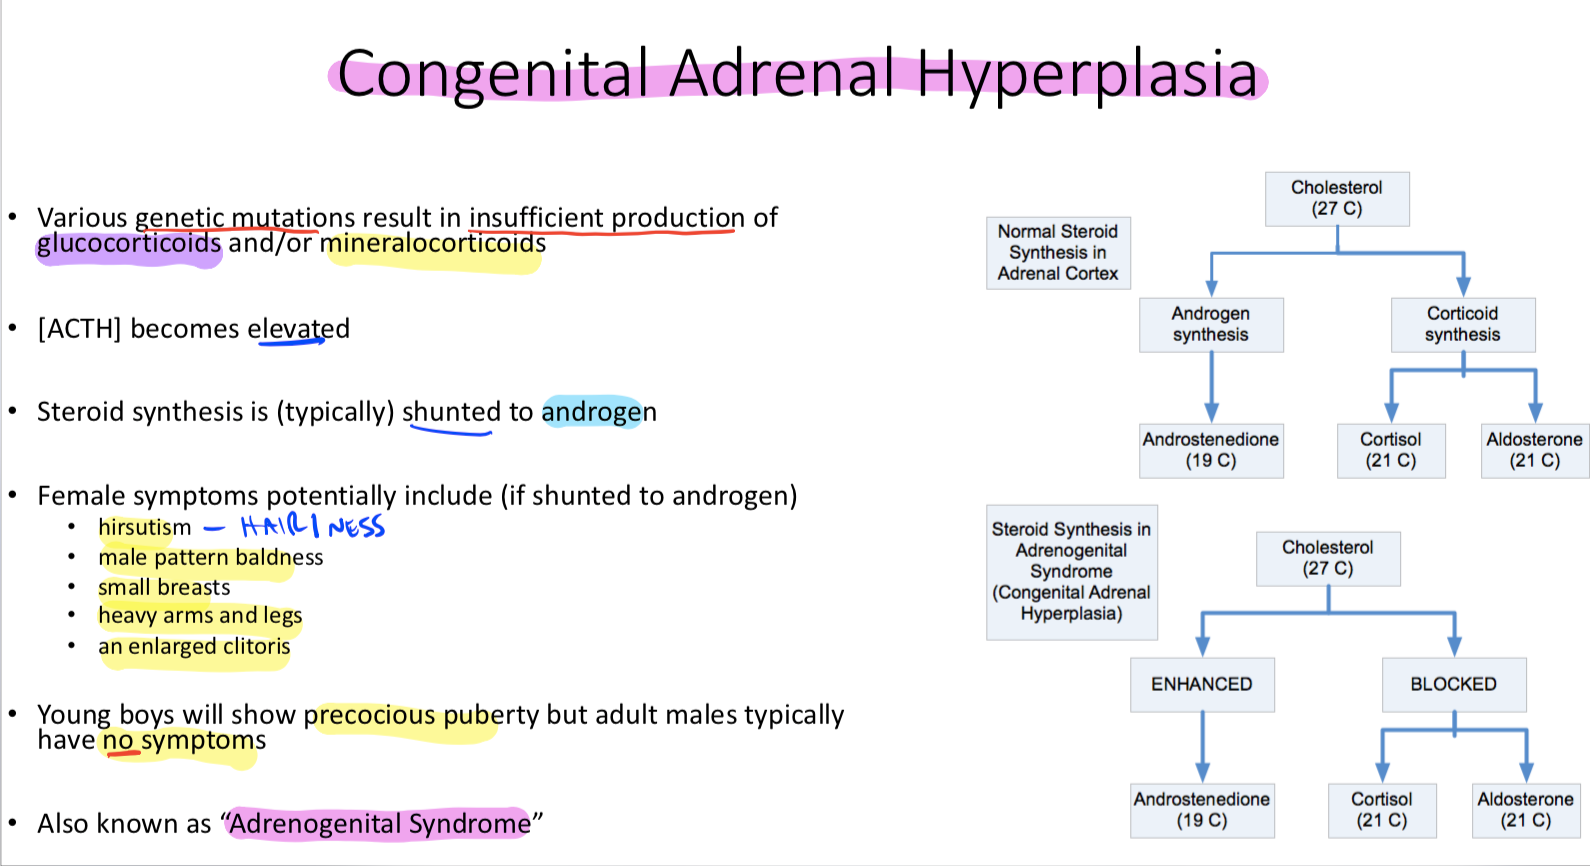 Congenital Adrenal Hyperplasia
• Various genetic mutations result in insufficient production of
glucocorticoids and/or mineralocorticoids
• [ACTH] becomes elevated
• Steroid synthesis is (typically) shunted to androgen
• Female symptoms potentially include (if shunted to androgen)
• hirsutism – HAIRINESS
• male pattern baldness
• small breasts
• heavy arms and legs
• an enlarged clitoris
• Young boys will show precocious puberty but adult males typically
have no symptoms
• Also known as “Adrenogenital Syndrome”
Normal Steroid
Synthesis in
Adrenal Cortex
Cholesterol
(27 C)
Androgen
synthesis
Corticoid
synthesis
Androstenedione
(19 C)
Cortisol
(21 C)
Aldosterone
(21 C)
Steroid Synthesis in
Adrenogenital
Syndrome
(Congenital Adrenal
Hyperplasia)
Cholesterol
(27 C)
ENHANCED
BLOCKED
Androstenedione
(19 C)
Cortisol
(21 C)
Aldosterone
(21 C)